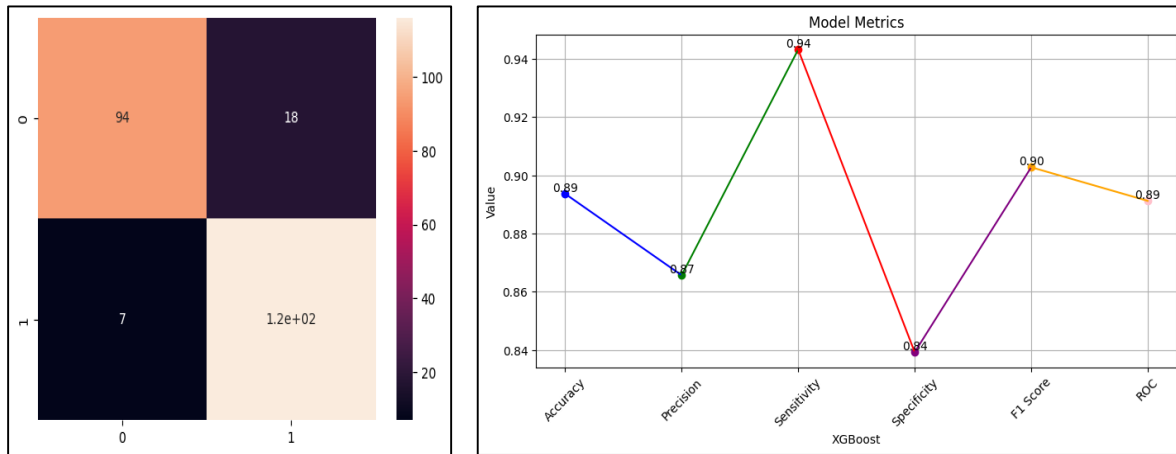 0
94
18
1
7
1.2e+02
0
1
100
80
60
40
20
Model Metrics
Value
0.94
0.92
0.90
0.88
0.86
0.84
0.89
0.87
0.94
0.84
0.90
0.89
Accuracy
Precision
Sensitivity
Specificity
F1 Score
ROC
XGBoost